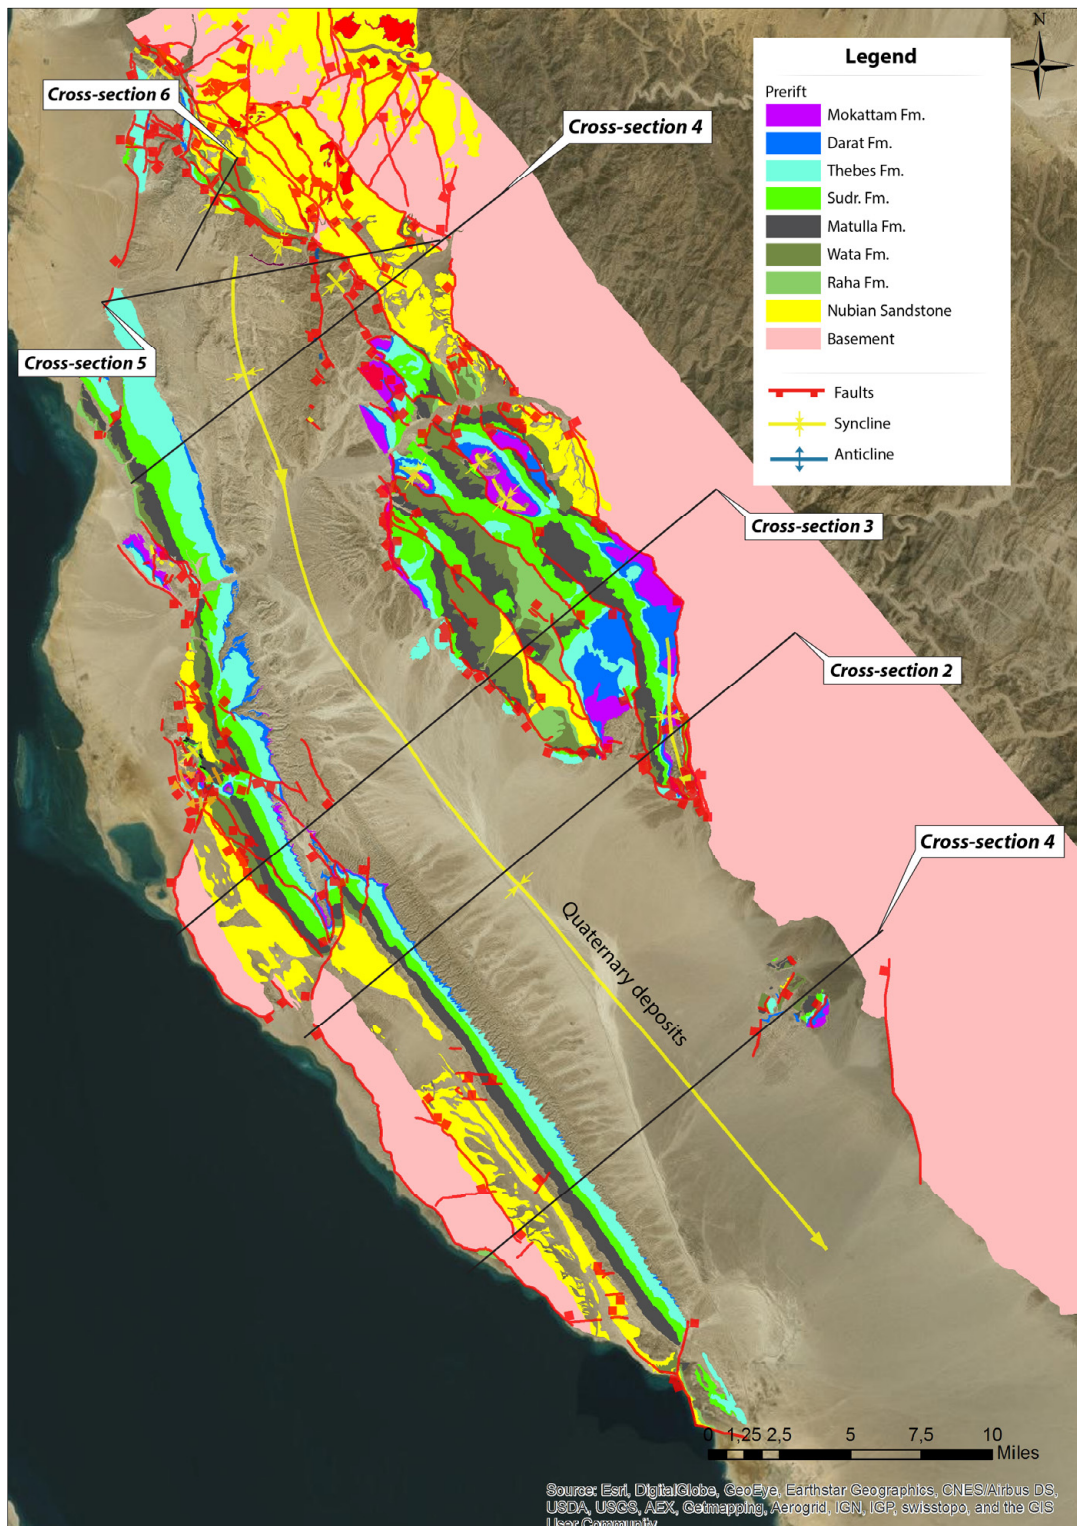 N
Legend
Prerift
Mokattam Fm.
Darat Fm.
Thebes Fm.
Sudr. Fm.
Matulla Fm.
Wata Fm.
Raha Fm.
Nubian Sandstone
Basement
Faults
Syncline
Anticline
Cross-section 6
Cross-section 4
Cross-section 5
Cross-section 3
Cross-section 2
Cross-section 4
Quaternary deposits
0 1,25 2,5 5 7,5 10
Miles
Source: Esri, DigitalGlobe, GeoEye, Earthstar Geographics, CNES/Airbus DS,
USDA, USGS, AEX, Getmapping, Aerogrid, IGN, IGP, swisstopo, and the GIS
User Community